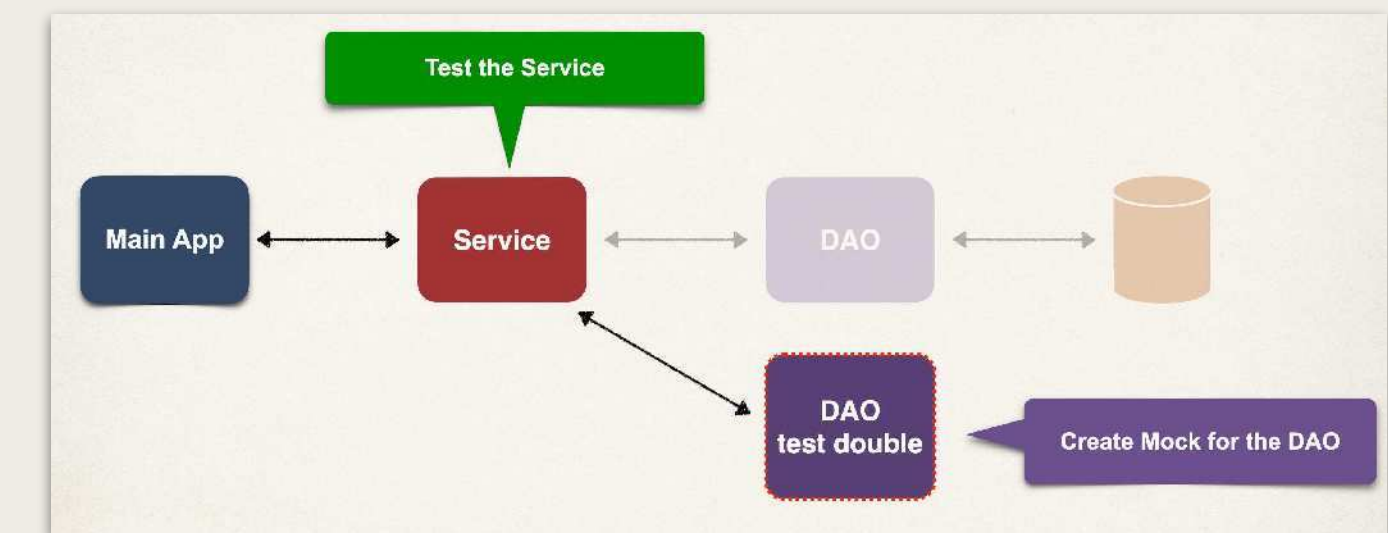 Test the Service
Main App
Service
DAO
DAO
test double
Create Mock for the DAO